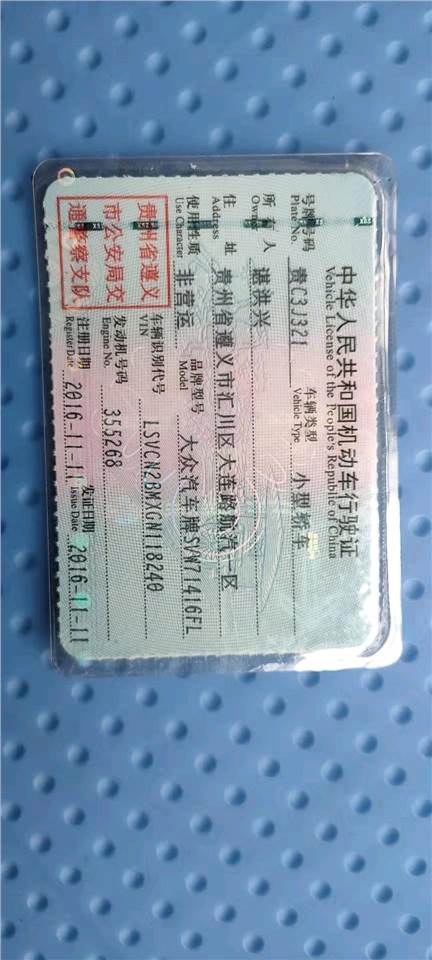 中华人民共和国机动车行驶证
Vehicle License of the People's Republic of China
号牌号码 贵C3J321 车辆类型 小型轿车
Plate No. Vehicle Type
所有人 谌洪兴
Owner
住址 贵州省遵义市汇川区大连路航汽一区
Address
使用性质 非营运 品牌型号 大众汽车牌SVW71416FL
Use Character Model
贵州省遵义
市公安局交
通警察支队
车辆识别代号 LSVCN2BMXGN118240
VIN
发动机号码 355268
Engine No.
注册日期 2016-11-11 发证日期 2016-11-11
Register Date Issue Date